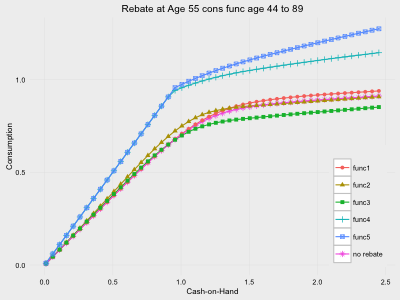 Rebate at Age 55 cons func age 44 to 89
Consumption
1.0
0.5
0.0
func1
func2
func3
func4
func5
no rebate
0.0 0.5 1.0 1.5 2.0 2.5
Cash-on-Hand